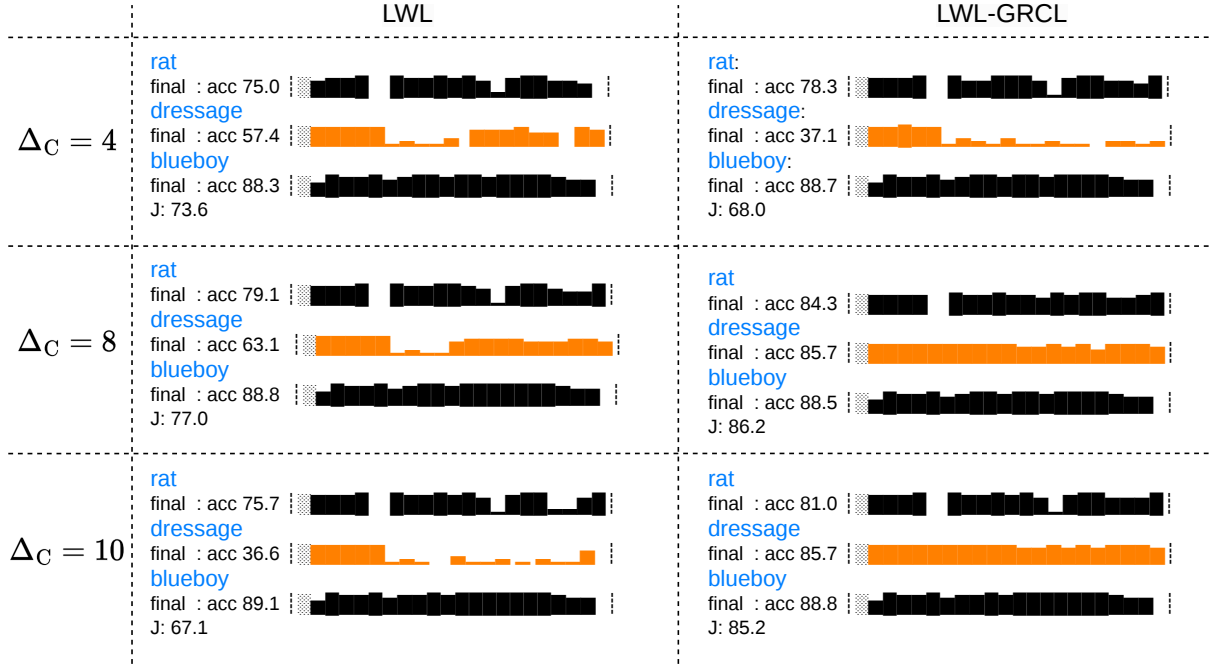 LWL
LWL-GRCL
Δ_C = 4
rat
final : acc 75.0
dressage
final : acc 57.4
blueboy
final : acc 88.3
J: 73.6
rat:
final : acc 78.3
dressage:
final : acc 37.1
blueboy:
final : acc 88.7
J: 68.0
Δ_C = 8
rat
final : acc 79.1
dressage
final : acc 63.1
blueboy
final : acc 88.8
J: 77.0
rat
final : acc 84.3
dressage
final : acc 85.7
blueboy
final : acc 88.5
J: 86.2
Δ_C = 10
rat
final : acc 75.7
dressage
final : acc 36.6
blueboy
final : acc 89.1
J: 67.1
rat
final : acc 81.0
dressage
final : acc 85.7
blueboy
final : acc 88.8
J: 85.2